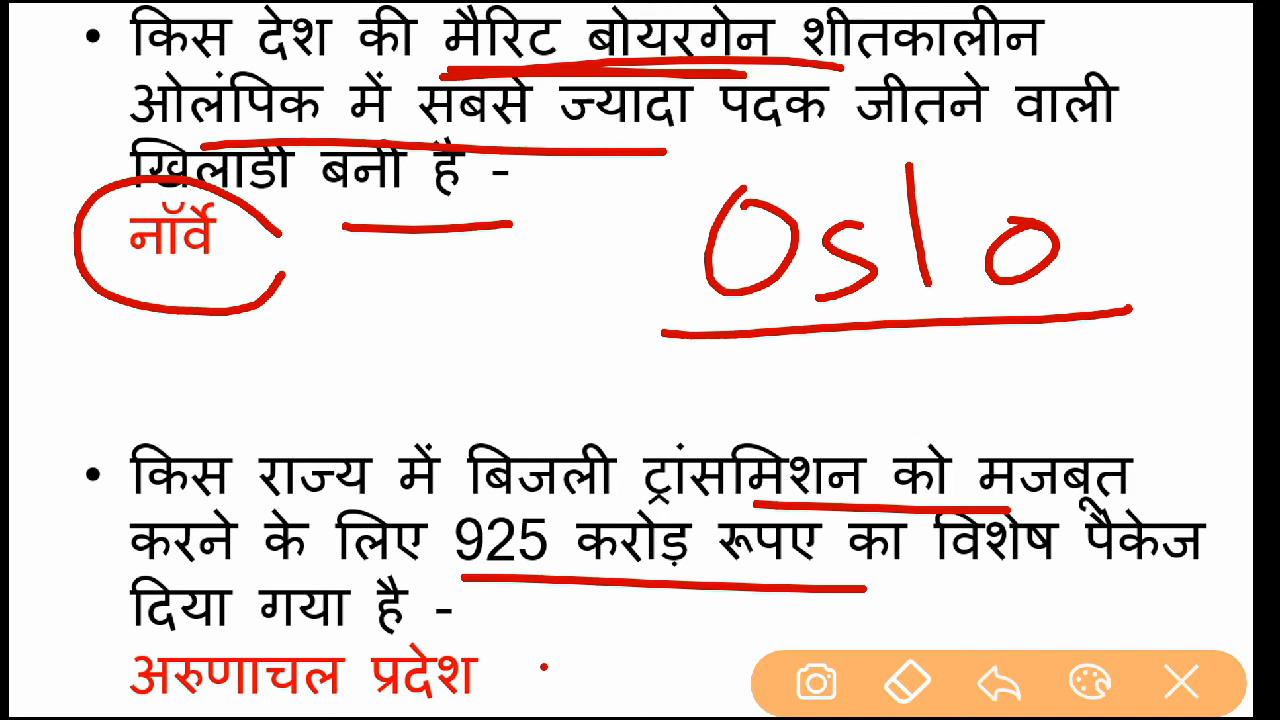 • किस देश की मैरिट बोयरगेन शीतकालीन
ओलंपिक में सबसे ज्यादा पदक जीतने वाली
खिलाडी बनी है -
नॉर्वे
Oslo
• किस राज्य में बिजली ट्रांसमिशन को मजबूत
करने के लिए 925 करोड़ रूपए का विशेष पैकेज
दिया गया है -
अरुणाचल प्रदेश